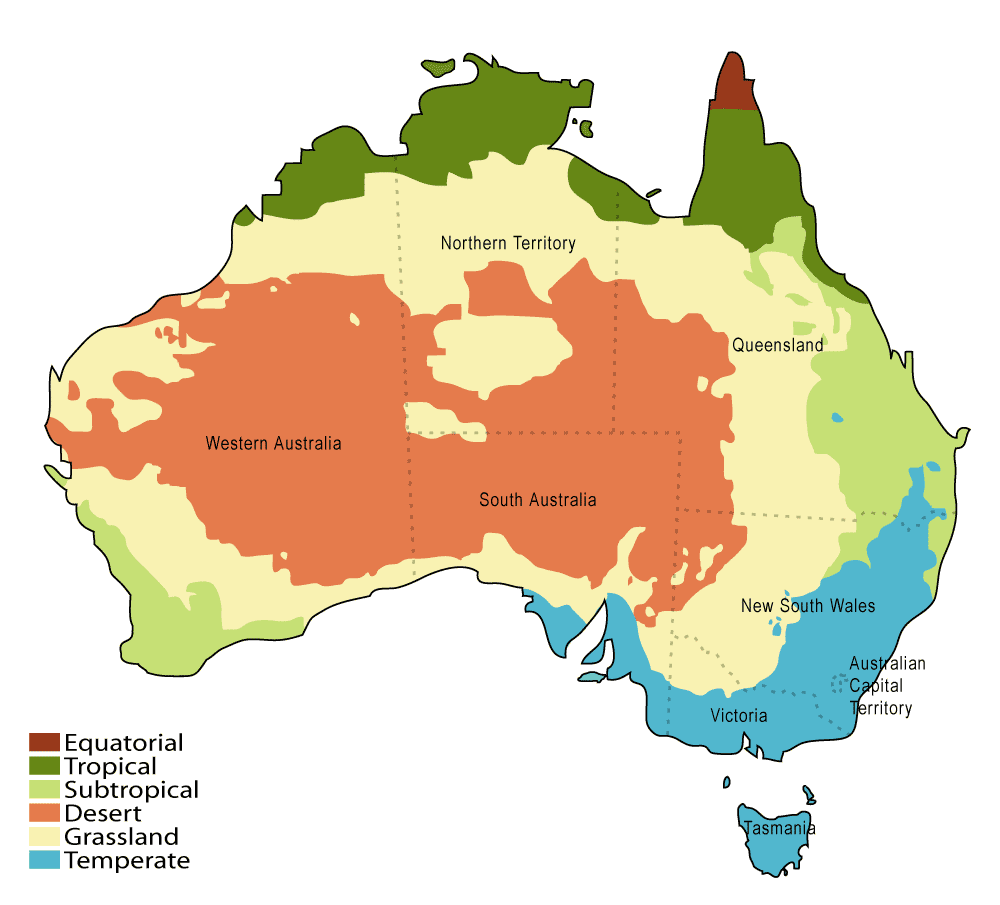 Northern Territory
Queensland
Western Australia
South Australia
New South Wales
Australian
Capital
Territory
Victoria
Tasmania
Equatorial
Tropical
Subtropical
Desert
Grassland
Temperate